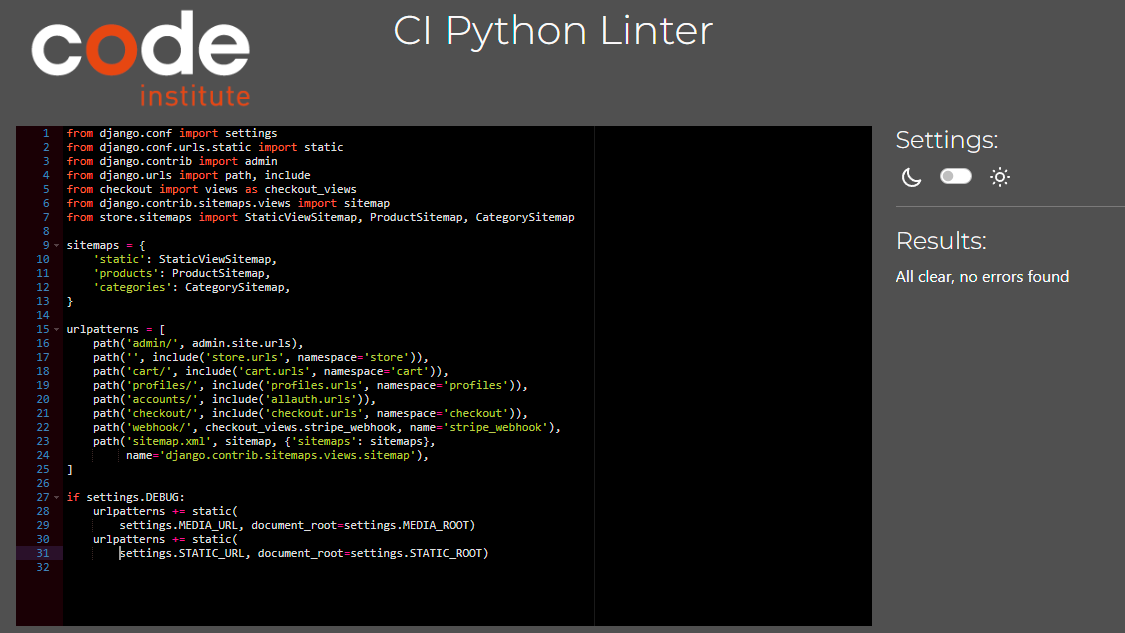 code
institute
CI Python Linter
1 from django.conf import settings
2 from django.conf.urls.static import static
3 from django.contrib import admin
4 from django.urls import path, include
5 from checkout import views as checkout_views
6 from django.contrib.sitemaps.views import sitemap
7 from store.sitemaps import StaticViewSitemap, ProductSitemap, CategorySitemap
8
9 sitemaps = {
10     'static': StaticViewSitemap,
11     'products': ProductSitemap,
12     'categories': CategorySitemap,
13 }
14
15 urlpatterns = [
16     path('admin/', admin.site.urls),
17     path('', include('store.urls', namespace='store')),
18     path('cart/', include('cart.urls', namespace='cart')),
19     path('profiles/', include('profiles.urls', namespace='profiles')),
20     path('accounts/', include('allauth.urls')),
21     path('checkout/', include('checkout.urls', namespace='checkout')),
22     path('webhook/', checkout_views.stripe_webhook, name='stripe_webhook'),
23     path('sitemap.xml', sitemap, {'sitemaps': sitemaps},
24          name='django.contrib.sitemaps.views.sitemap'),
25 ]
26
27 if settings.DEBUG:
28     urlpatterns += static(
29         settings.MEDIA_URL, document_root=settings.MEDIA_ROOT)
30     urlpatterns += static(
31         settings.STATIC_URL, document_root=settings.STATIC_ROOT)
32
Settings:
Results:
All clear, no errors found